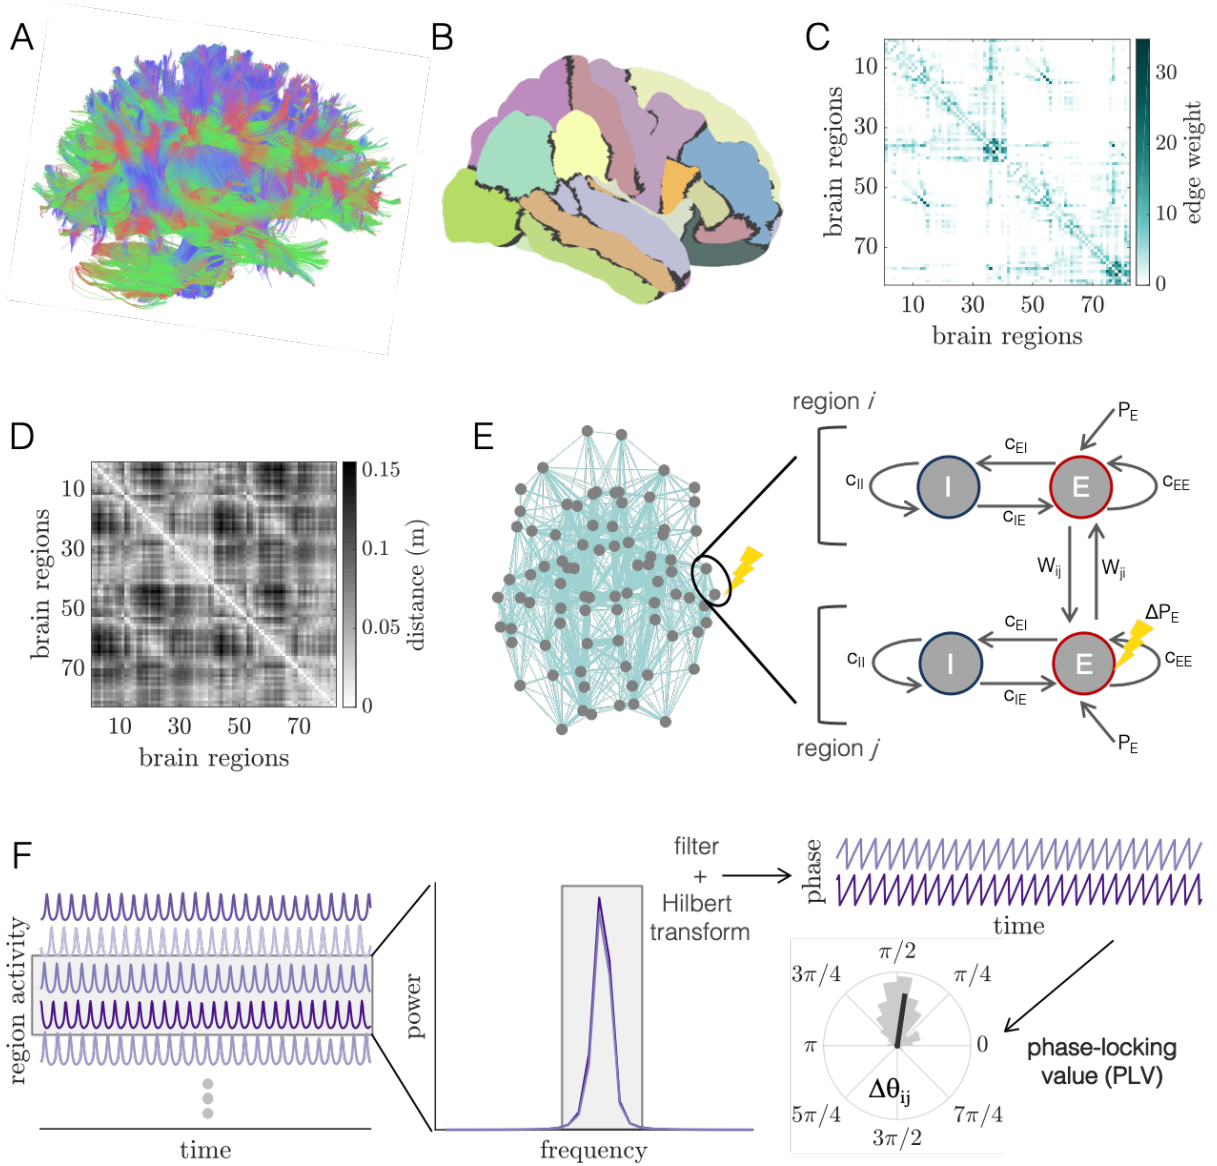 A
B
C
10
30
50
70
brain regions
10
30
50
70
brain regions
30
20
10
0
edge weight
D
10
30
50
70
brain regions
10
30
50
70
brain regions
0.15
0.1
0.05
0
distance (m)
E
region i
region j
P_E
c_EI
c_II
I
E
c_EE
c_IE
W_ij
W_ji
ΔP_E
c_EI
c_II
I
E
c_EE
c_IE
P_E
F
region activity
time
power
frequency
filter
+
Hilbert
transform
phase
time
π/2
3π/4
π/4
π
0
Δθ_ij
5π/4
7π/4
3π/2
phase-locking
value (PLV)